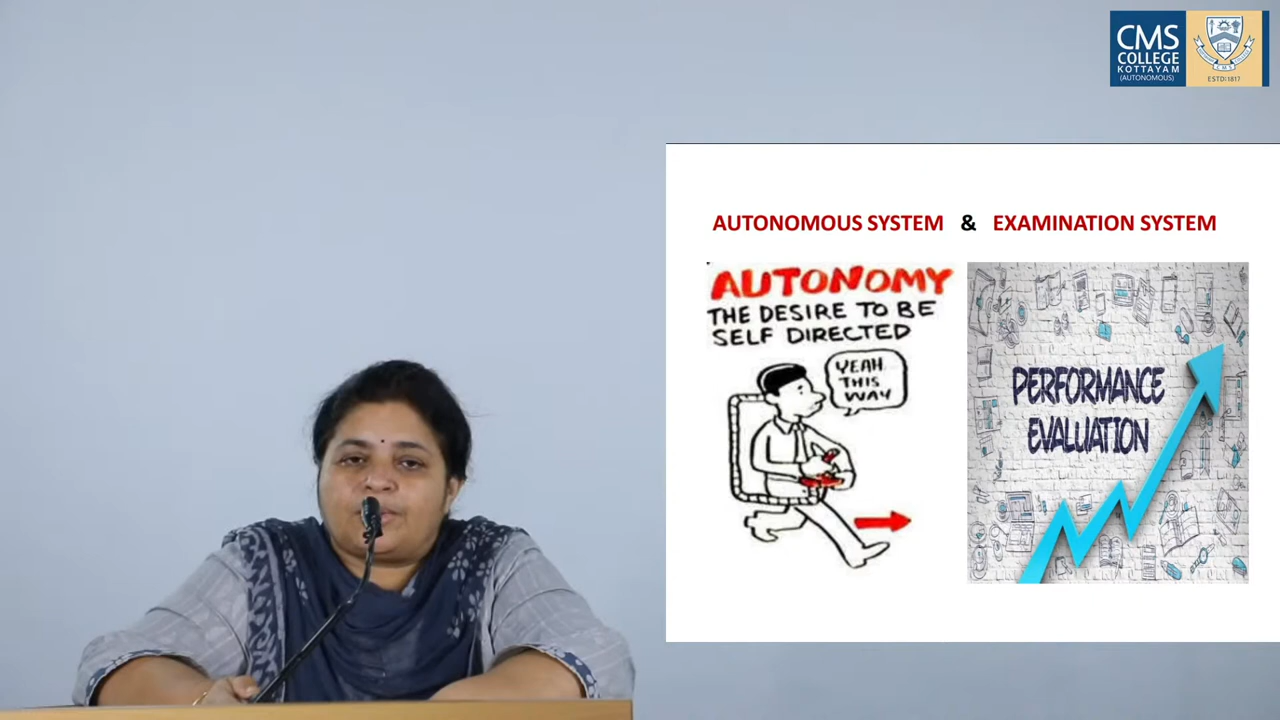 CMS
COLLEGE
KOTTAYAM
(AUTONOMOUS)
ESTD:1817
AUTONOMOUS SYSTEM & EXAMINATION SYSTEM
AUTONOMY
THE DESIRE TO BE
SELF DIRECTED
YEAH
THIS
WAY
PERFORMANCE
EVALUATION